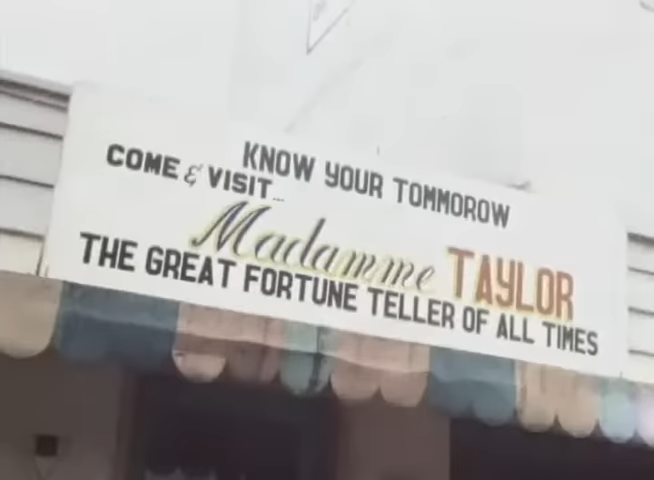 KNOW YOUR TOMMOROW
COME & VISIT...
Madamme TAYLOR
THE GREAT FORTUNE TELLER OF ALL TIMES